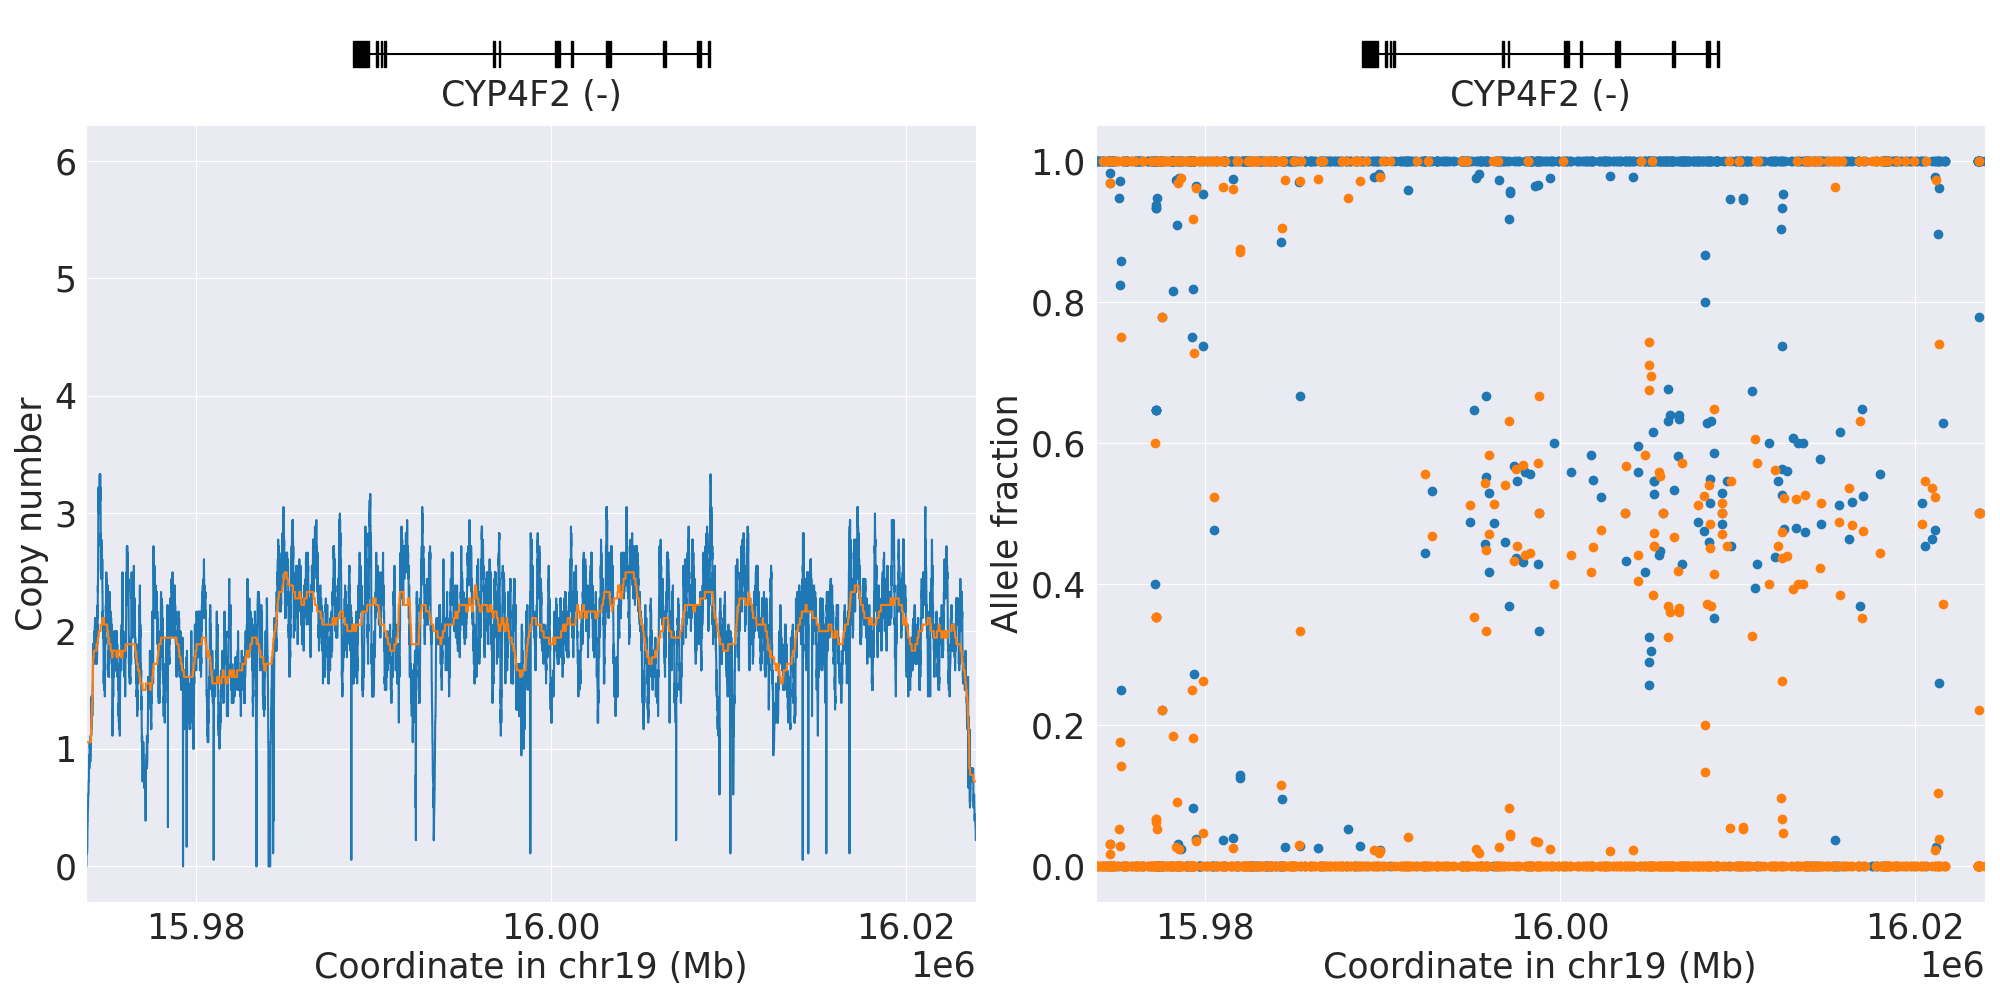 CYP4F2 (-)
Copy number
6
5
4
3
2
1
0
15.98 16.00 16.02
Coordinate in chr19 (Mb)
1e6
CYP4F2 (-)
Allele fraction
1.0
0.8
0.6
0.4
0.2
0.0
15.98 16.00 16.02
Coordinate in chr19 (Mb)
1e6